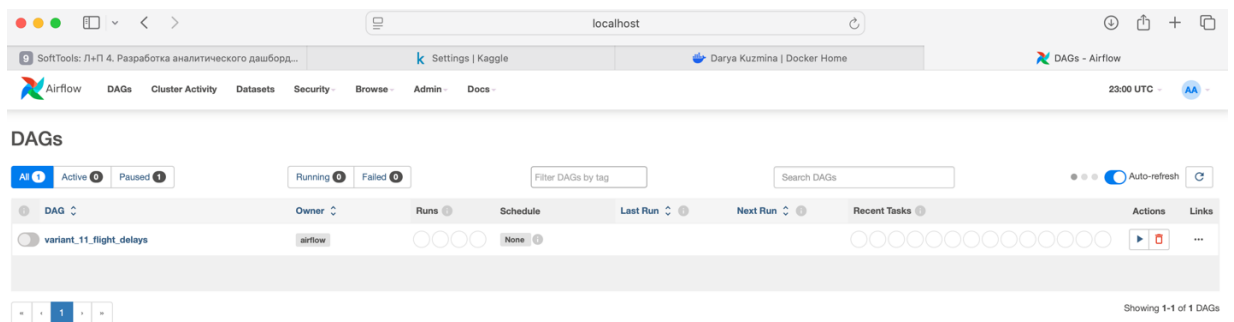 localhost
9 SoftTools: Л+П 4. Разработка аналитического дашборд... k Settings | Kaggle Darya Kuzmina | Docker Home DAGs - Airflow
Airflow DAGs Cluster Activity Datasets Security Browse Admin Docs 23:00 UTC AA
DAGs
All 1 Active 0 Paused 1 Running 0 Failed 0 Filter DAGs by tag Search DAGs Auto-refresh
DAG Owner Runs Schedule Last Run Next Run Recent Tasks Actions Links
variant_11_flight_delays airflow None ...
« ‹ 1 › » Showing 1-1 of 1 DAGs